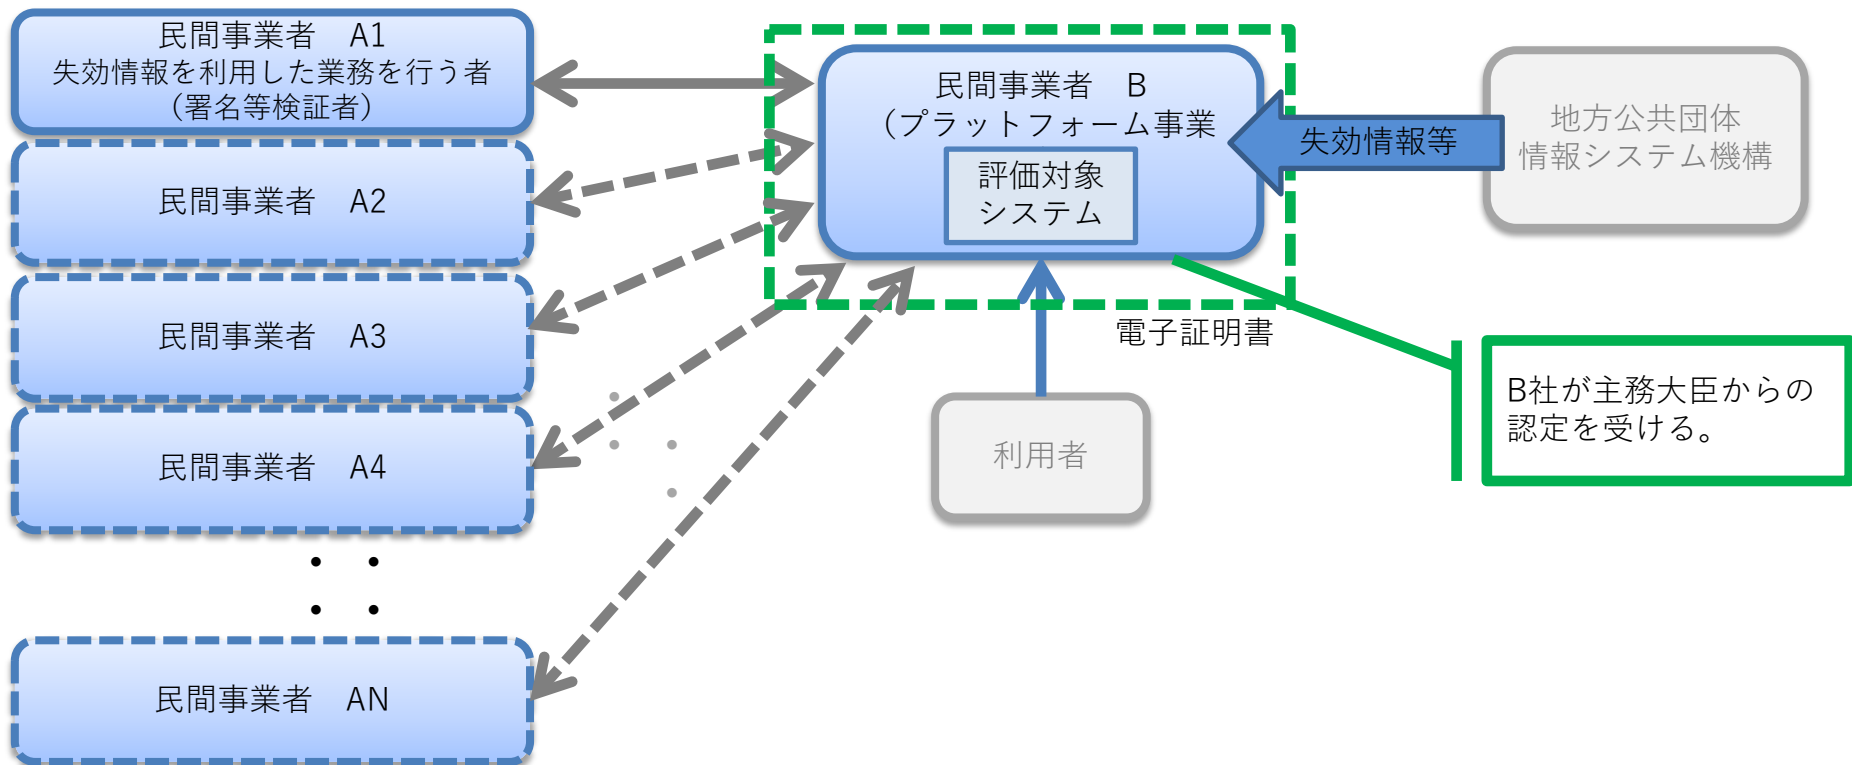 民間事業者　A1
失効情報を利用した業務を行う者
（署名等検証者）
民間事業者　A2
民間事業者　A3
民間事業者　A4
民間事業者　AN
民間事業者　B
（プラットフォーム事業
評価対象
システム
失効情報等
地方公共団体
情報システム機構
電子証明書
利用者
B社が主務大臣からの
認定を受ける。